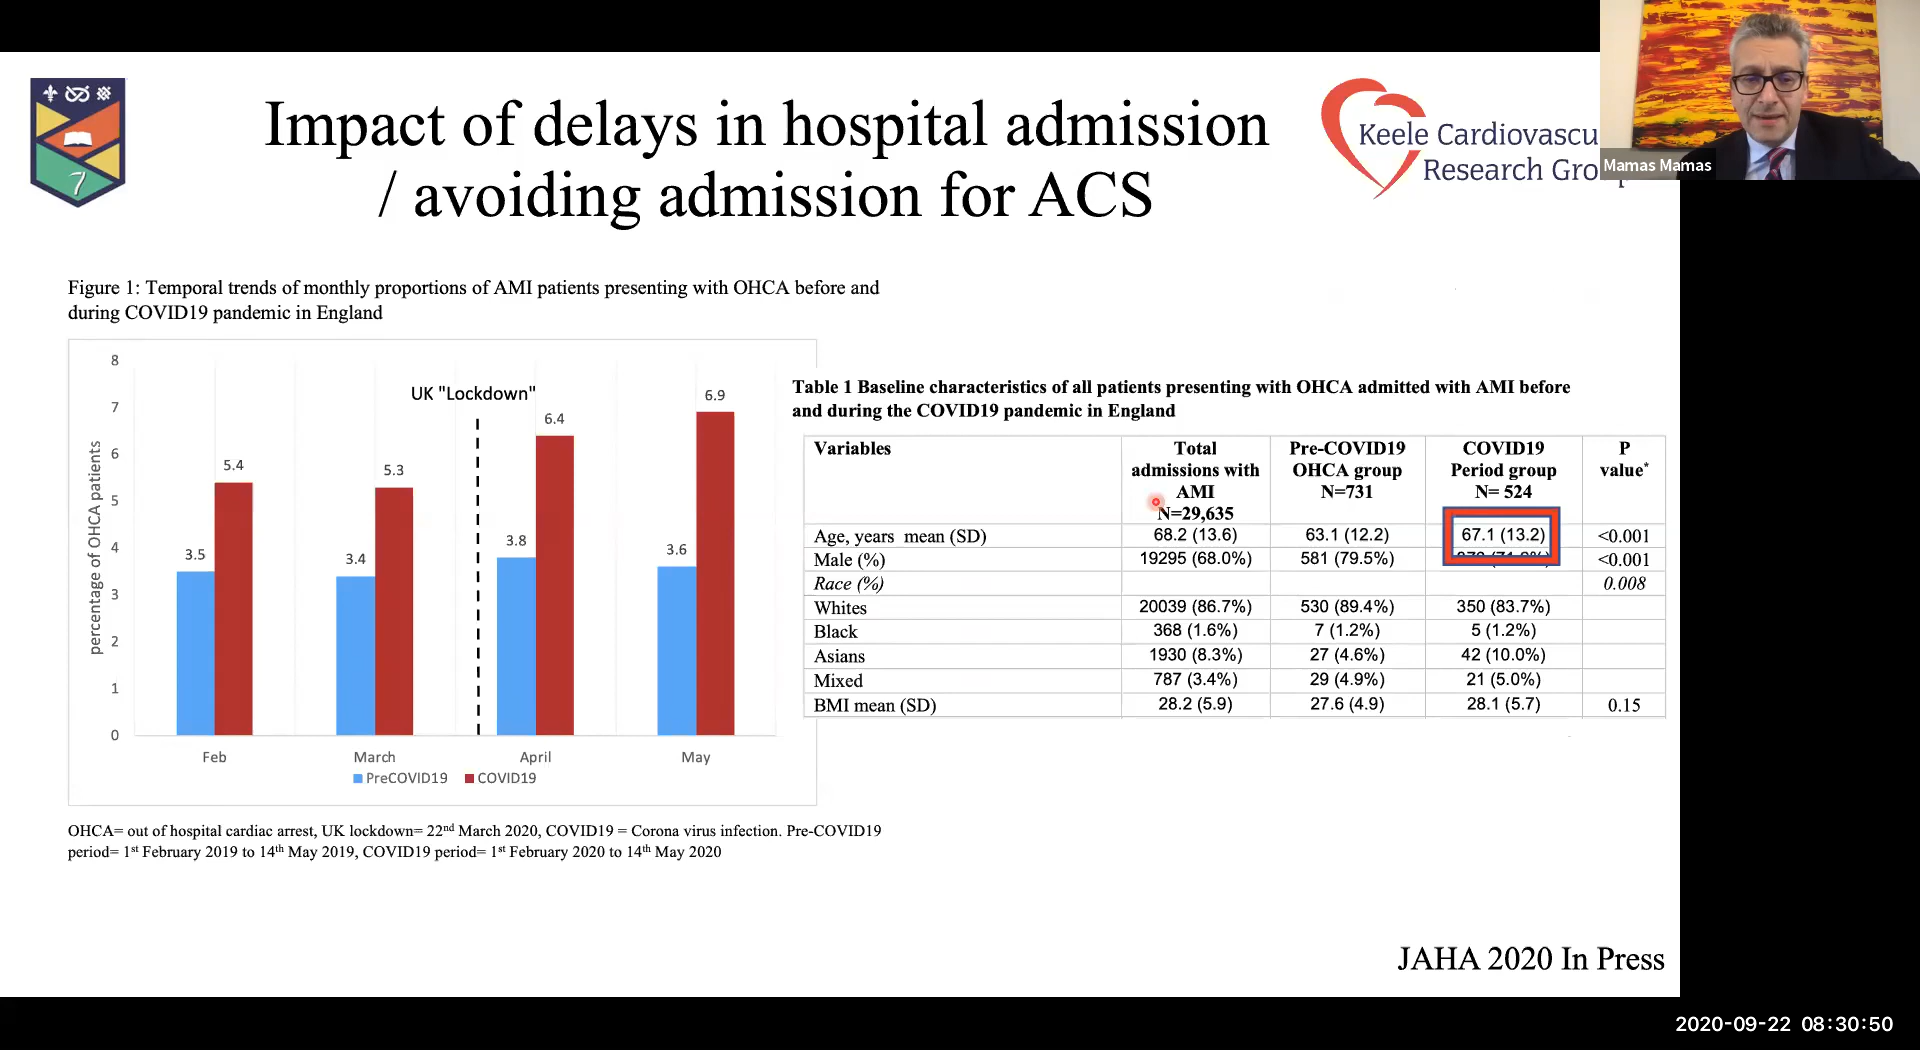 Impact of delays in hospital admission
/ avoiding admission for ACS
Keele Cardiovascu
Research Gro
Mamas Mamas
Figure 1: Temporal trends of monthly proportions of AMI patients presenting with OHCA before and
during COVID19 pandemic in England
8
7
6
5
4
3
2
1
0
percentage of OHCA patients
UK "Lockdown"
3.5
5.4
3.4
5.3
3.8
6.4
3.6
6.9
Feb March April May
PreCOVID19 COVID19
OHCA= out of hospital cardiac arrest, UK lockdown= 22nd March 2020, COVID19 = Corona virus infection. Pre-COVID19
period= 1st February 2019 to 14th May 2019, COVID19 period= 1st February 2020 to 14th May 2020
Table 1 Baseline characteristics of all patients presenting with OHCA admitted with AMI before
and during the COVID19 pandemic in England
Variables Total Pre-COVID19 COVID19 P
admissions with OHCA group Period group value*
AMI N=731 N= 524
N=29,635
Age, years mean (SD) 68.2 (13.6) 63.1 (12.2) 67.1 (13.2) <0.001
Male (%) 19295 (68.0%) 581 (79.5%) <0.001
Race (%) 0.008
Whites 20039 (86.7%) 530 (89.4%) 350 (83.7%)
Black 368 (1.6%) 7 (1.2%) 5 (1.2%)
Asians 1930 (8.3%) 27 (4.6%) 42 (10.0%)
Mixed 787 (3.4%) 29 (4.9%) 21 (5.0%)
BMI mean (SD) 28.2 (5.9) 27.6 (4.9) 28.1 (5.7) 0.15
JAHA 2020 In Press
2020-09-22 08:30:50